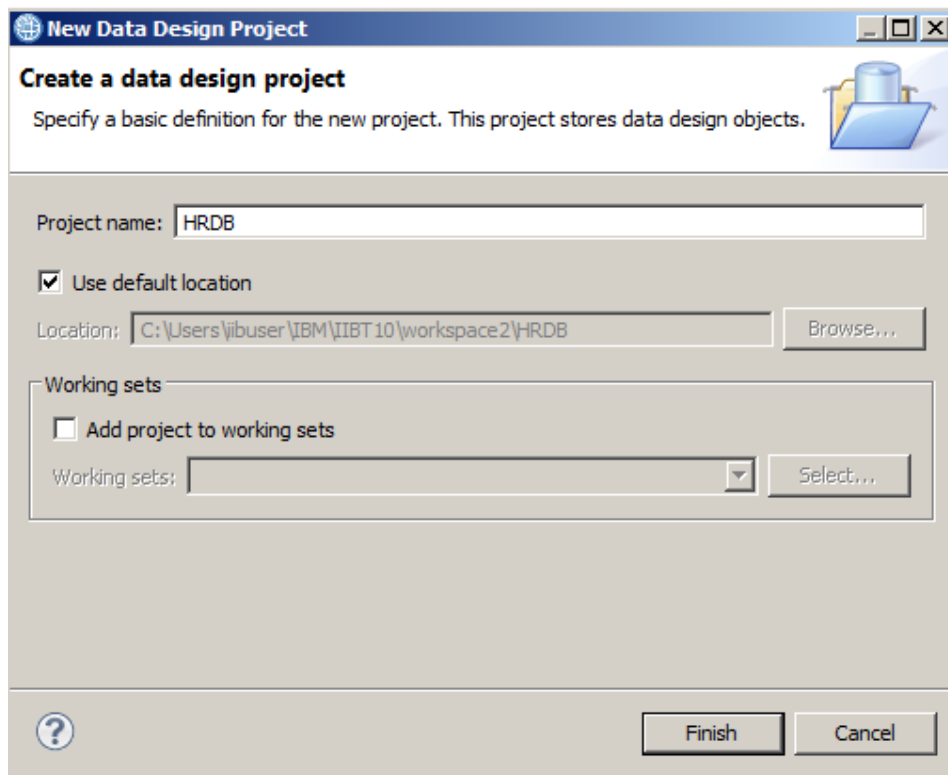 New Data Design Project
Create a data design project
Specify a basic definition for the new project. This project stores data design objects.
Project name: HRDB
Use default location
Location: C:\Users\iibuser\IBM\IIBT10\workspace2\HRDB Browse...
Working sets
Add project to working sets
Working sets: Select...
? Finish Cancel